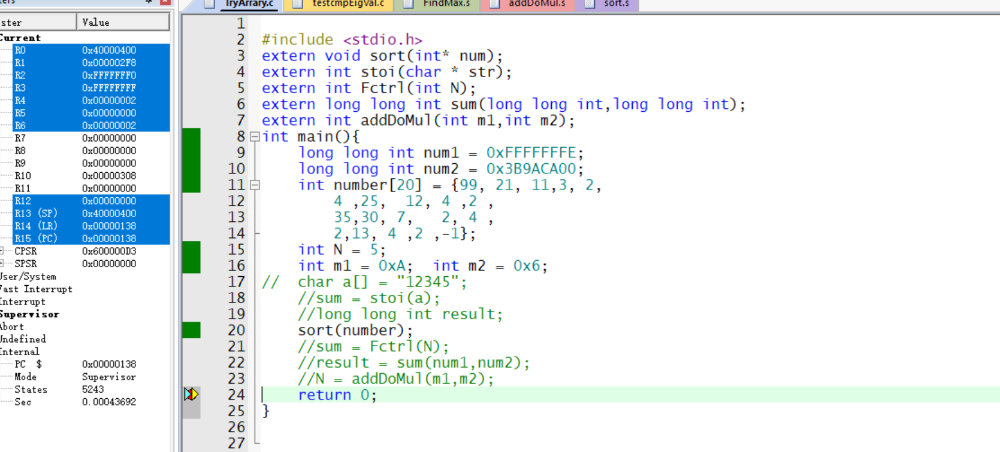 ters
TryArrary.c testcmpEigVal.c FindMax.s addDoMul.s sort.s
ster Value
Current
R0 0x40000400
R1 0x000002F8
R2 0xFFFFFFF0
R3 0xFFFFFFFF
R4 0x00000002
R5 0x00000000
R6 0x00000002
R7 0x00000000
R8 0x00000000
R9 0x00000000
R10 0x00000308
R11 0x00000000
R12 0x00000000
R13 (SP) 0x40000400
R14 (LR) 0x00000138
R15 (PC) 0x00000138
CPSR 0x600000D3
SPSR 0x00000000
User/System
Fast Interrupt
Interrupt
Supervisor
Abort
Undefined
Internal
PC $ 0x00000138
Mode Supervisor
States 5243
Sec 0.00043692
1
2 #include <stdio.h>
3 extern void sort(int* num);
4 extern int stoi(char * str);
5 extern int Fctrl(int N);
6 extern long long int sum(long long int,long long int);
7 extern int addDoMul(int m1,int m2);
8 int main(){
9 long long int num1 = 0xFFFFFFFE;
10 long long int num2 = 0x3B9ACA00;
11 int number[20] = {99, 21, 11,3, 2,
12 4 ,25, 12, 4 ,2 ,
13 35,30, 7, 2, 4 ,
14 2,13, 4 ,2 ,-1};
15 int N = 5;
16 int m1 = 0xA; int m2 = 0x6;
17 // char a[] = "12345";
18 //sum = stoi(a);
19 //long long int result;
20 sort(number);
21 //sum = Fctrl(N);
22 //result = sum(num1,num2);
23 //N = addDoMul(m1,m2);
24 return 0;
25 }
26
27